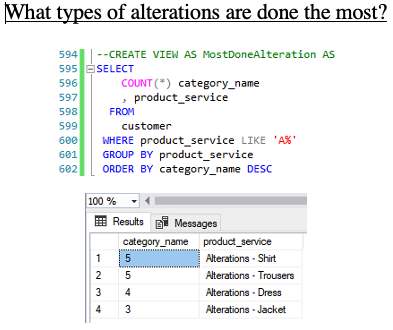 What types of alterations are done the most?
594 --CREATE VIEW AS MostDoneAlteration AS
595 SELECT
596 COUNT(*) category_name
597 , product_service
598 FROM
599 customer
600 WHERE product_service LIKE 'A%'
601 GROUP BY product_service
602 ORDER BY category_name DESC
100 %
Results Messages
category_name product_service
1 5 Alterations - Shirt
2 5 Alterations - Trousers
3 4 Alterations - Dress
4 3 Alterations - Jacket